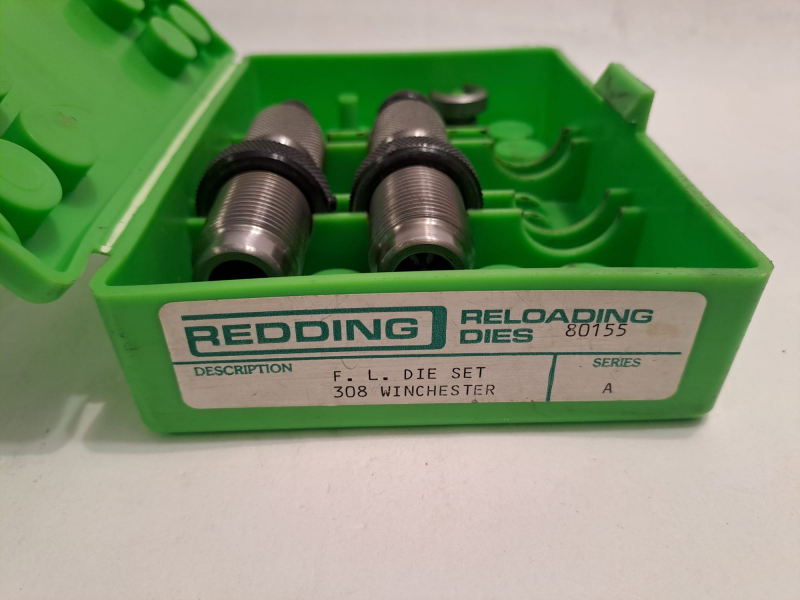 REDDING
RELOADING
DIES 80155
DESCRIPTION
F. L. DIE SET
308 WINCHESTER
SERIES
A